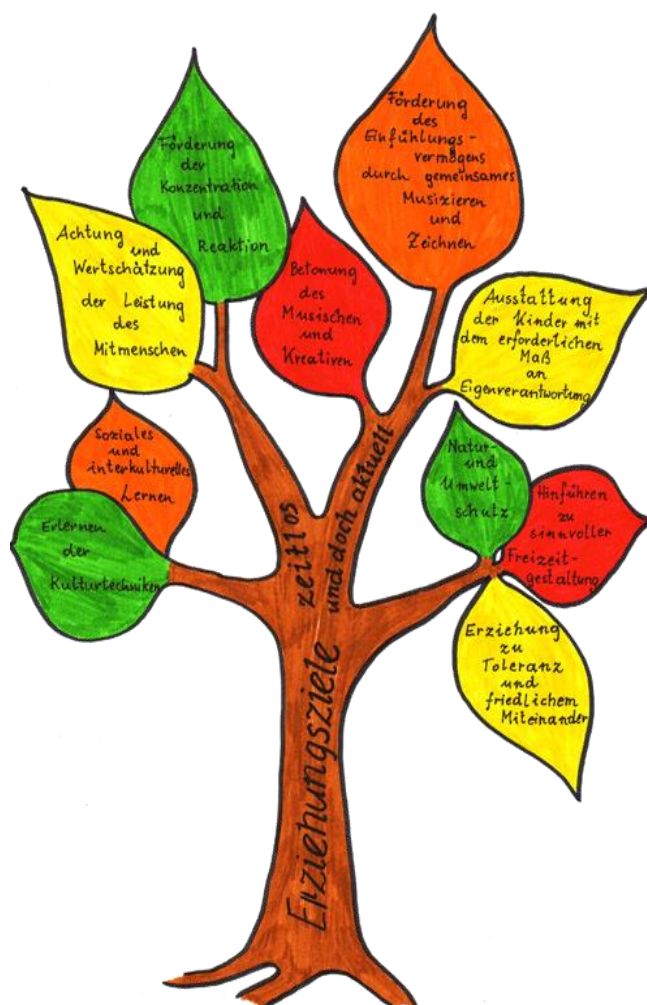 Förderung
des
Einfühlungs-
vermögens
durch gemeinsames
Musizieren
und
Zeichnen
Förderung
der
Konzentration
und
Reaktion
Achtung
und
Wertschätzung
der Leistung
des
Mitmenschen
Betonung
des
Musischen
und
Kreativen
Ausstattung
der Kinder mit
dem erforderlichen
Maß
an
Eigenverantwortung
Soziales
und
interkulturelles
Lernen
Erlernen
der
Kulturtechniken
Natur-
und
Umwelt-
schutz
Hinführen
zu
sinnvoller
Freizeit-
gestaltung
Erziehung
zu
Toleranz
und
friedlichem
Miteinander
Erziehungsziele
zeitlos
und doch aktuell